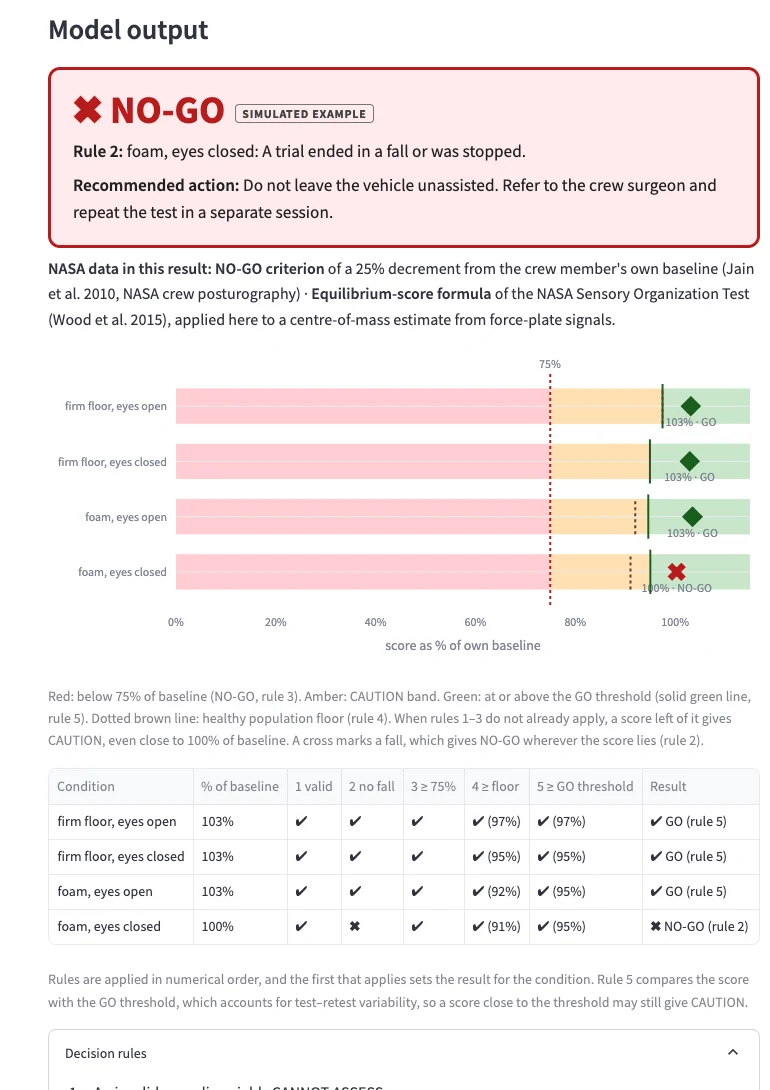 Model output
✖ NO-GO SIMULATED EXAMPLE
Rule 2: foam, eyes closed: A trial ended in a fall or was stopped.
Recommended action: Do not leave the vehicle unassisted. Refer to the crew surgeon and
repeat the test in a separate session.
NASA data in this result: NO-GO criterion of a 25% decrement from the crew member's own baseline (Jain
et al. 2010, NASA crew posturography) · Equilibrium-score formula of the NASA Sensory Organization Test
(Wood et al. 2015), applied here to a centre-of-mass estimate from force-plate signals.
75%
firm floor, eyes open
103% · GO
firm floor, eyes closed
103% · GO
foam, eyes open
103% · GO
foam, eyes closed
100% · NO-GO
0% 20% 40% 60% 80% 100%
score as % of own baseline
Red: below 75% of baseline (NO-GO, rule 3). Amber: CAUTION band. Green: at or above the GO threshold (solid green line,
rule 5). Dotted brown line: healthy population floor (rule 4). When rules 1–3 do not already apply, a score left of it gives
CAUTION, even close to 100% of baseline. A cross marks a fall, which gives NO-GO wherever the score lies (rule 2).
Condition % of baseline 1 valid 2 no fall 3 ≥ 75% 4 ≥ floor 5 ≥ GO threshold Result
firm floor, eyes open 103% ✔ ✔ ✔ ✔ (97%) ✔ (97%) ✔ GO (rule 5)
firm floor, eyes closed 103% ✔ ✔ ✔ ✔ (95%) ✔ (95%) ✔ GO (rule 5)
foam, eyes open 103% ✔ ✔ ✔ ✔ (92%) ✔ (95%) ✔ GO (rule 5)
foam, eyes closed 100% ✔ ✖ ✔ ✔ (91%) ✔ (95%) ✖ NO-GO (rule 2)
Rules are applied in numerical order, and the first that applies sets the result for the condition. Rule 5 compares the score
with the GO threshold, which accounts for test–retest variability, so a score close to the threshold may still give CAUTION.
Decision rules
CANNOT ASSESS